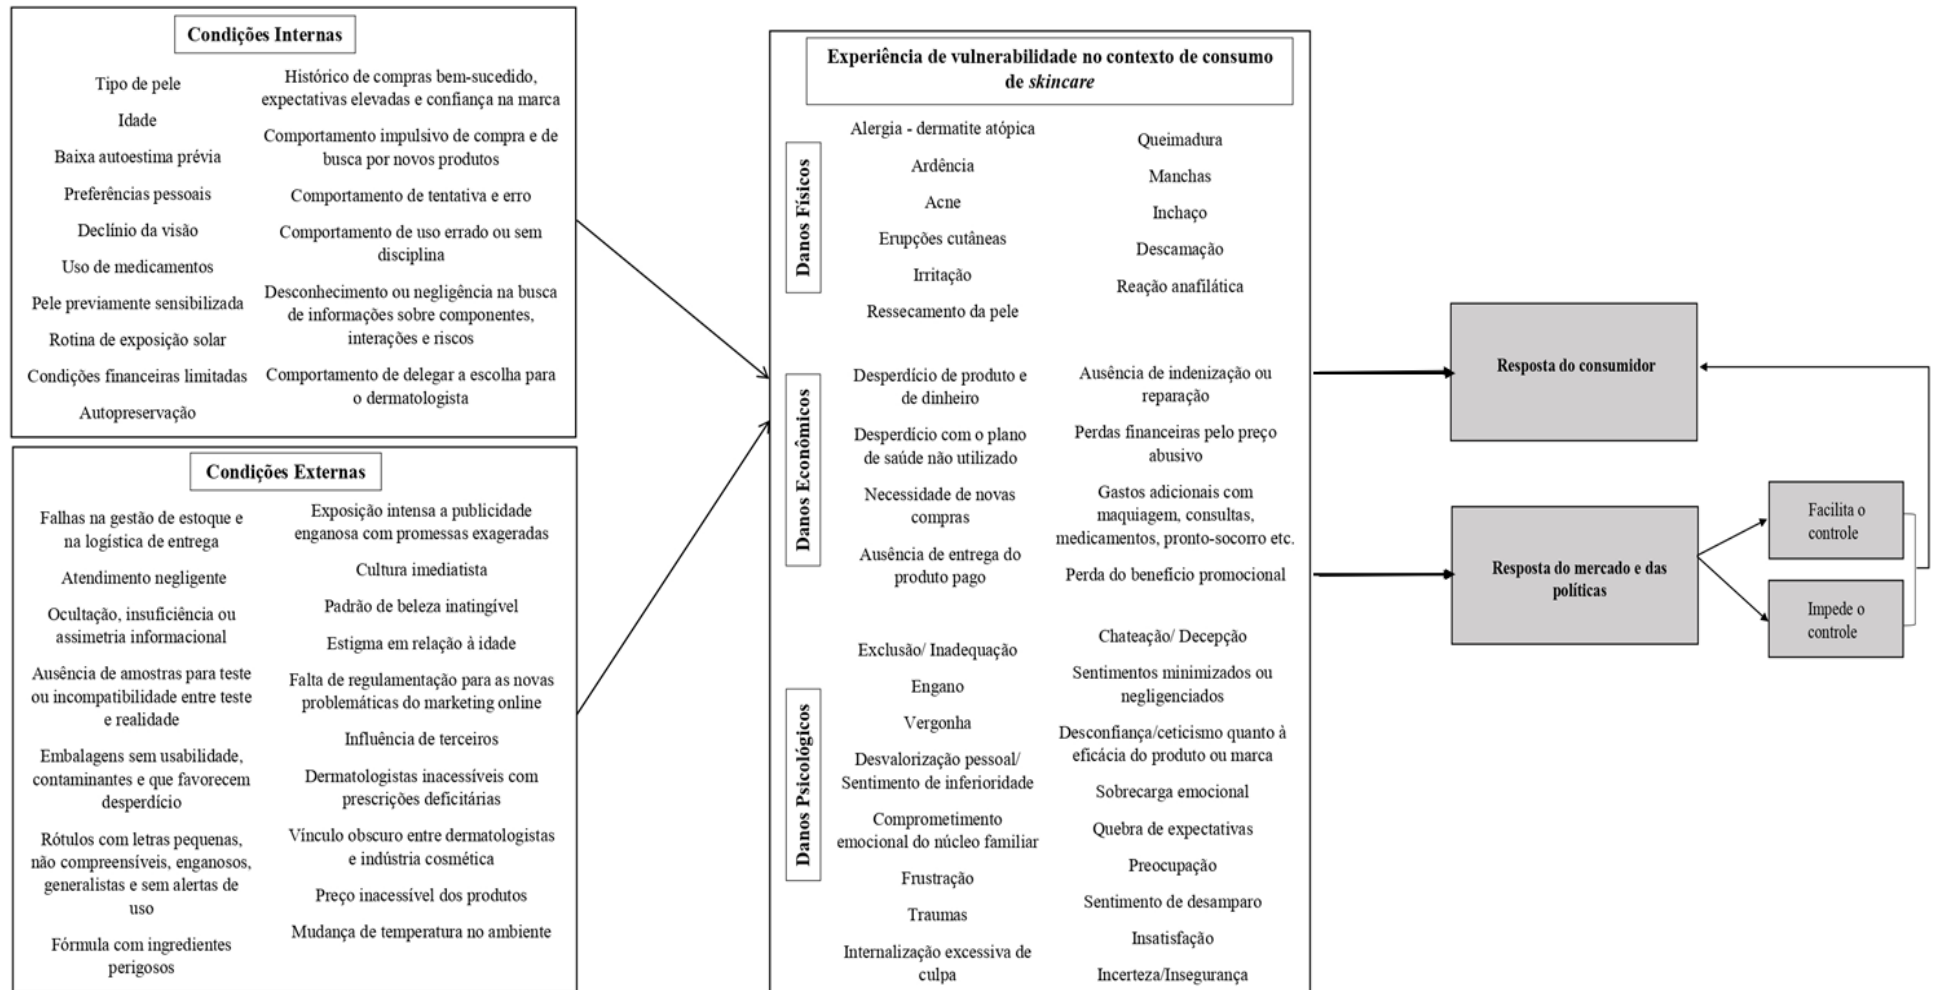 Condições Internas
Tipo de pele
Idade
Baixa autoestima prévia
Preferências pessoais
Declínio da visão
Uso de medicamentos
Pele previamente sensibilizada
Rotina de exposição solar
Condições financeiras limitadas
Autopreservação
Histórico de compras bem-sucedido,
expectativas elevadas e confiança na marca
Comportamento impulsivo de compra e de
busca por novos produtos
Comportamento de tentativa e erro
Comportamento de uso errado ou sem
disciplina
Desconhecimento ou negligência na busca
de informações sobre componentes,
interações e riscos
Comportamento de delegar a escolha para
o dermatologista
Condições Externas
Falhas na gestão de estoque e
na logística de entrega
Atendimento negligente
Ocultação, insuficiência ou
assimetria informacional
Ausência de amostras para teste
ou incompatibilidade entre teste
e realidade
Embalagens sem usabilidade,
contaminantes e que favorecem
desperdício
Rótulos com letras pequenas,
não compreensíveis, enganosos,
generalistas e sem alertas de
uso
Fórmula com ingredientes
perigosos
Exposição intensa a publicidade
enganosa com promessas exageradas
Cultura imediatista
Padrão de beleza inatingível
Estigma em relação à idade
Falta de regulamentação para as novas
problemáticas do marketing online
Influência de terceiros
Dermatologistas inacessíveis com
prescrições deficitárias
Vínculo obscuro entre dermatologistas
e indústria cosmética
Preço inacessível dos produtos
Mudança de temperatura no ambiente
Experiência de vulnerabilidade no contexto de consumo
de skincare
Danos Físicos
Alergia - dermatite atópica
Ardência
Acne
Erupções cutâneas
Irritação
Ressecamento da pele
Queimadura
Manchas
Inchaço
Descamação
Reação anafilática
Danos Econômicos
Desperdício de produto e
de dinheiro
Desperdício com o plano
de saúde não utilizado
Necessidade de novas
compras
Ausência de entrega do
produto pago
Ausência de indenização ou
reparação
Perdas financeiras pelo preço
abusivo
Gastos adicionais com
maquiagem, consultas,
medicamentos, pronto-socorro etc.
Perda do benefício promocional
Danos Psicológicos
Exclusão/ Inadequação
Engano
Vergonha
Desvalorização pessoal/
Sentimento de inferioridade
Comprometimento
emocional do núcleo familiar
Frustração
Traumas
Internalização excessiva de
culpa
Chateação/ Decepção
Sentimentos minimizados ou
negligenciados
Desconfiança/ceticismo quanto à
eficácia do produto ou marca
Sobrecarga emocional
Quebra de expectativas
Preocupação
Sentimento de desamparo
Insatisfação
Incerteza/Insegurança
Resposta do consumidor
Resposta do mercado e das
políticas
Facilita o
controle
Impede o
controle